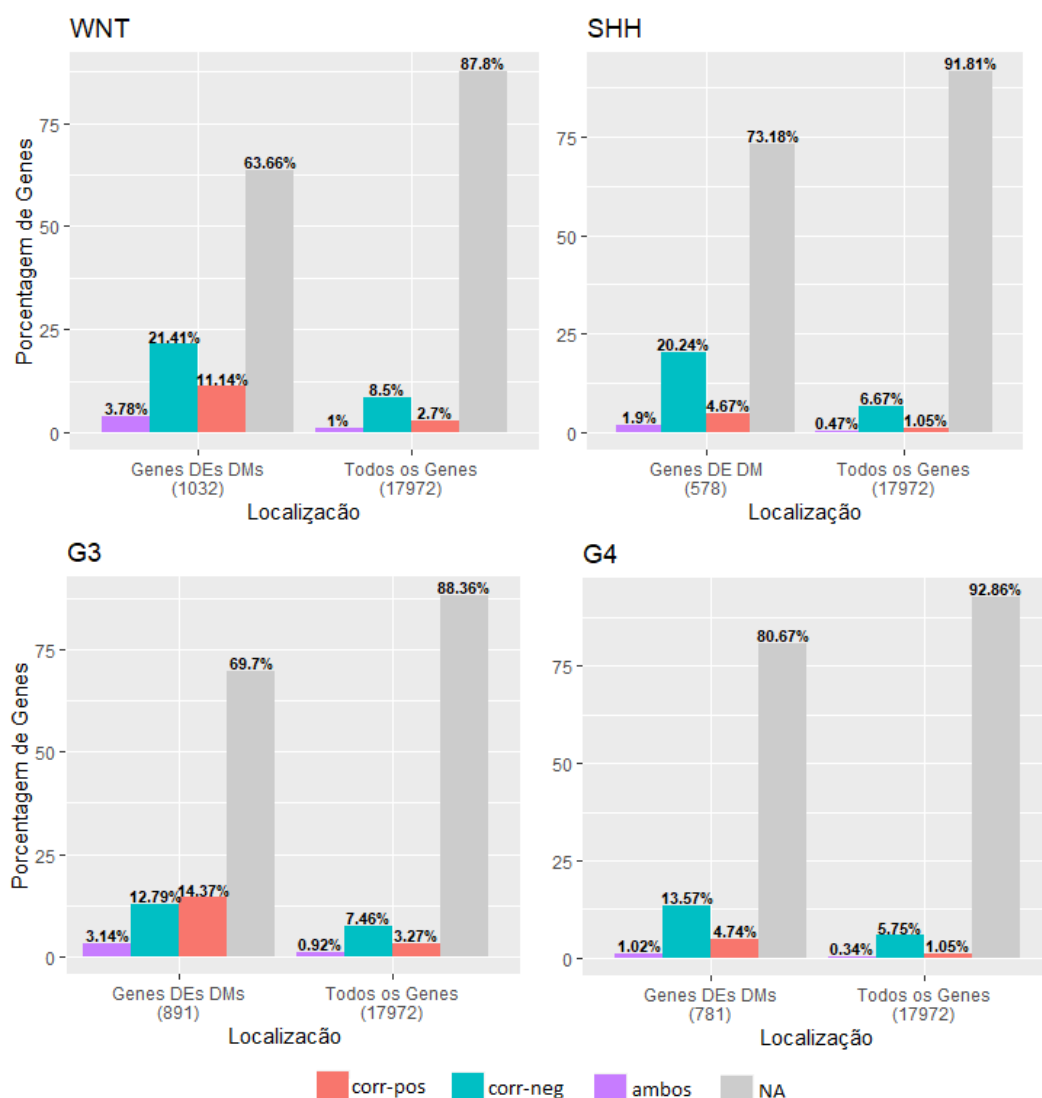 WNT
Porcentagem de Genes
75
50
25
0
3.78%
21.41%
11.14%
63.66%
1%
8.5%
2.7%
87.8%
Genes DEs DMs
(1032)
Todos os Genes
(17972)
Localizacão
SHH
75
50
25
0
1.9%
20.24%
4.67%
73.18%
0.47%
6.67%
1.05%
91.81%
Genes DE DM
(578)
Todos os Genes
(17972)
Localização
G3
Porcentagem de Genes
75
50
25
0
3.14%
12.79%
14.37%
69.7%
0.92%
7.46%
3.27%
88.36%
Genes DEs DMs
(891)
Todos os Genes
(17972)
Localizacão
G4
75
50
25
0
1.02%
13.57%
4.74%
80.67%
0.34%
5.75%
1.05%
92.86%
Genes DEs DMs
(781)
Todos os Genes
(17972)
Localização
corr-pos
corr-neg
ambos
NA